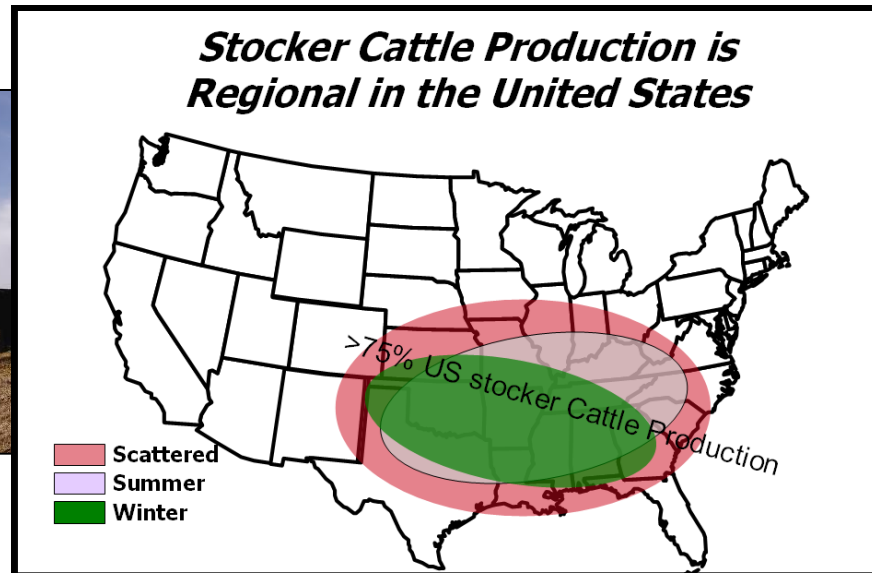 Stocker Cattle Production is
Regional in the United States
>75% US stocker Cattle Production
Scattered
Summer
Winter